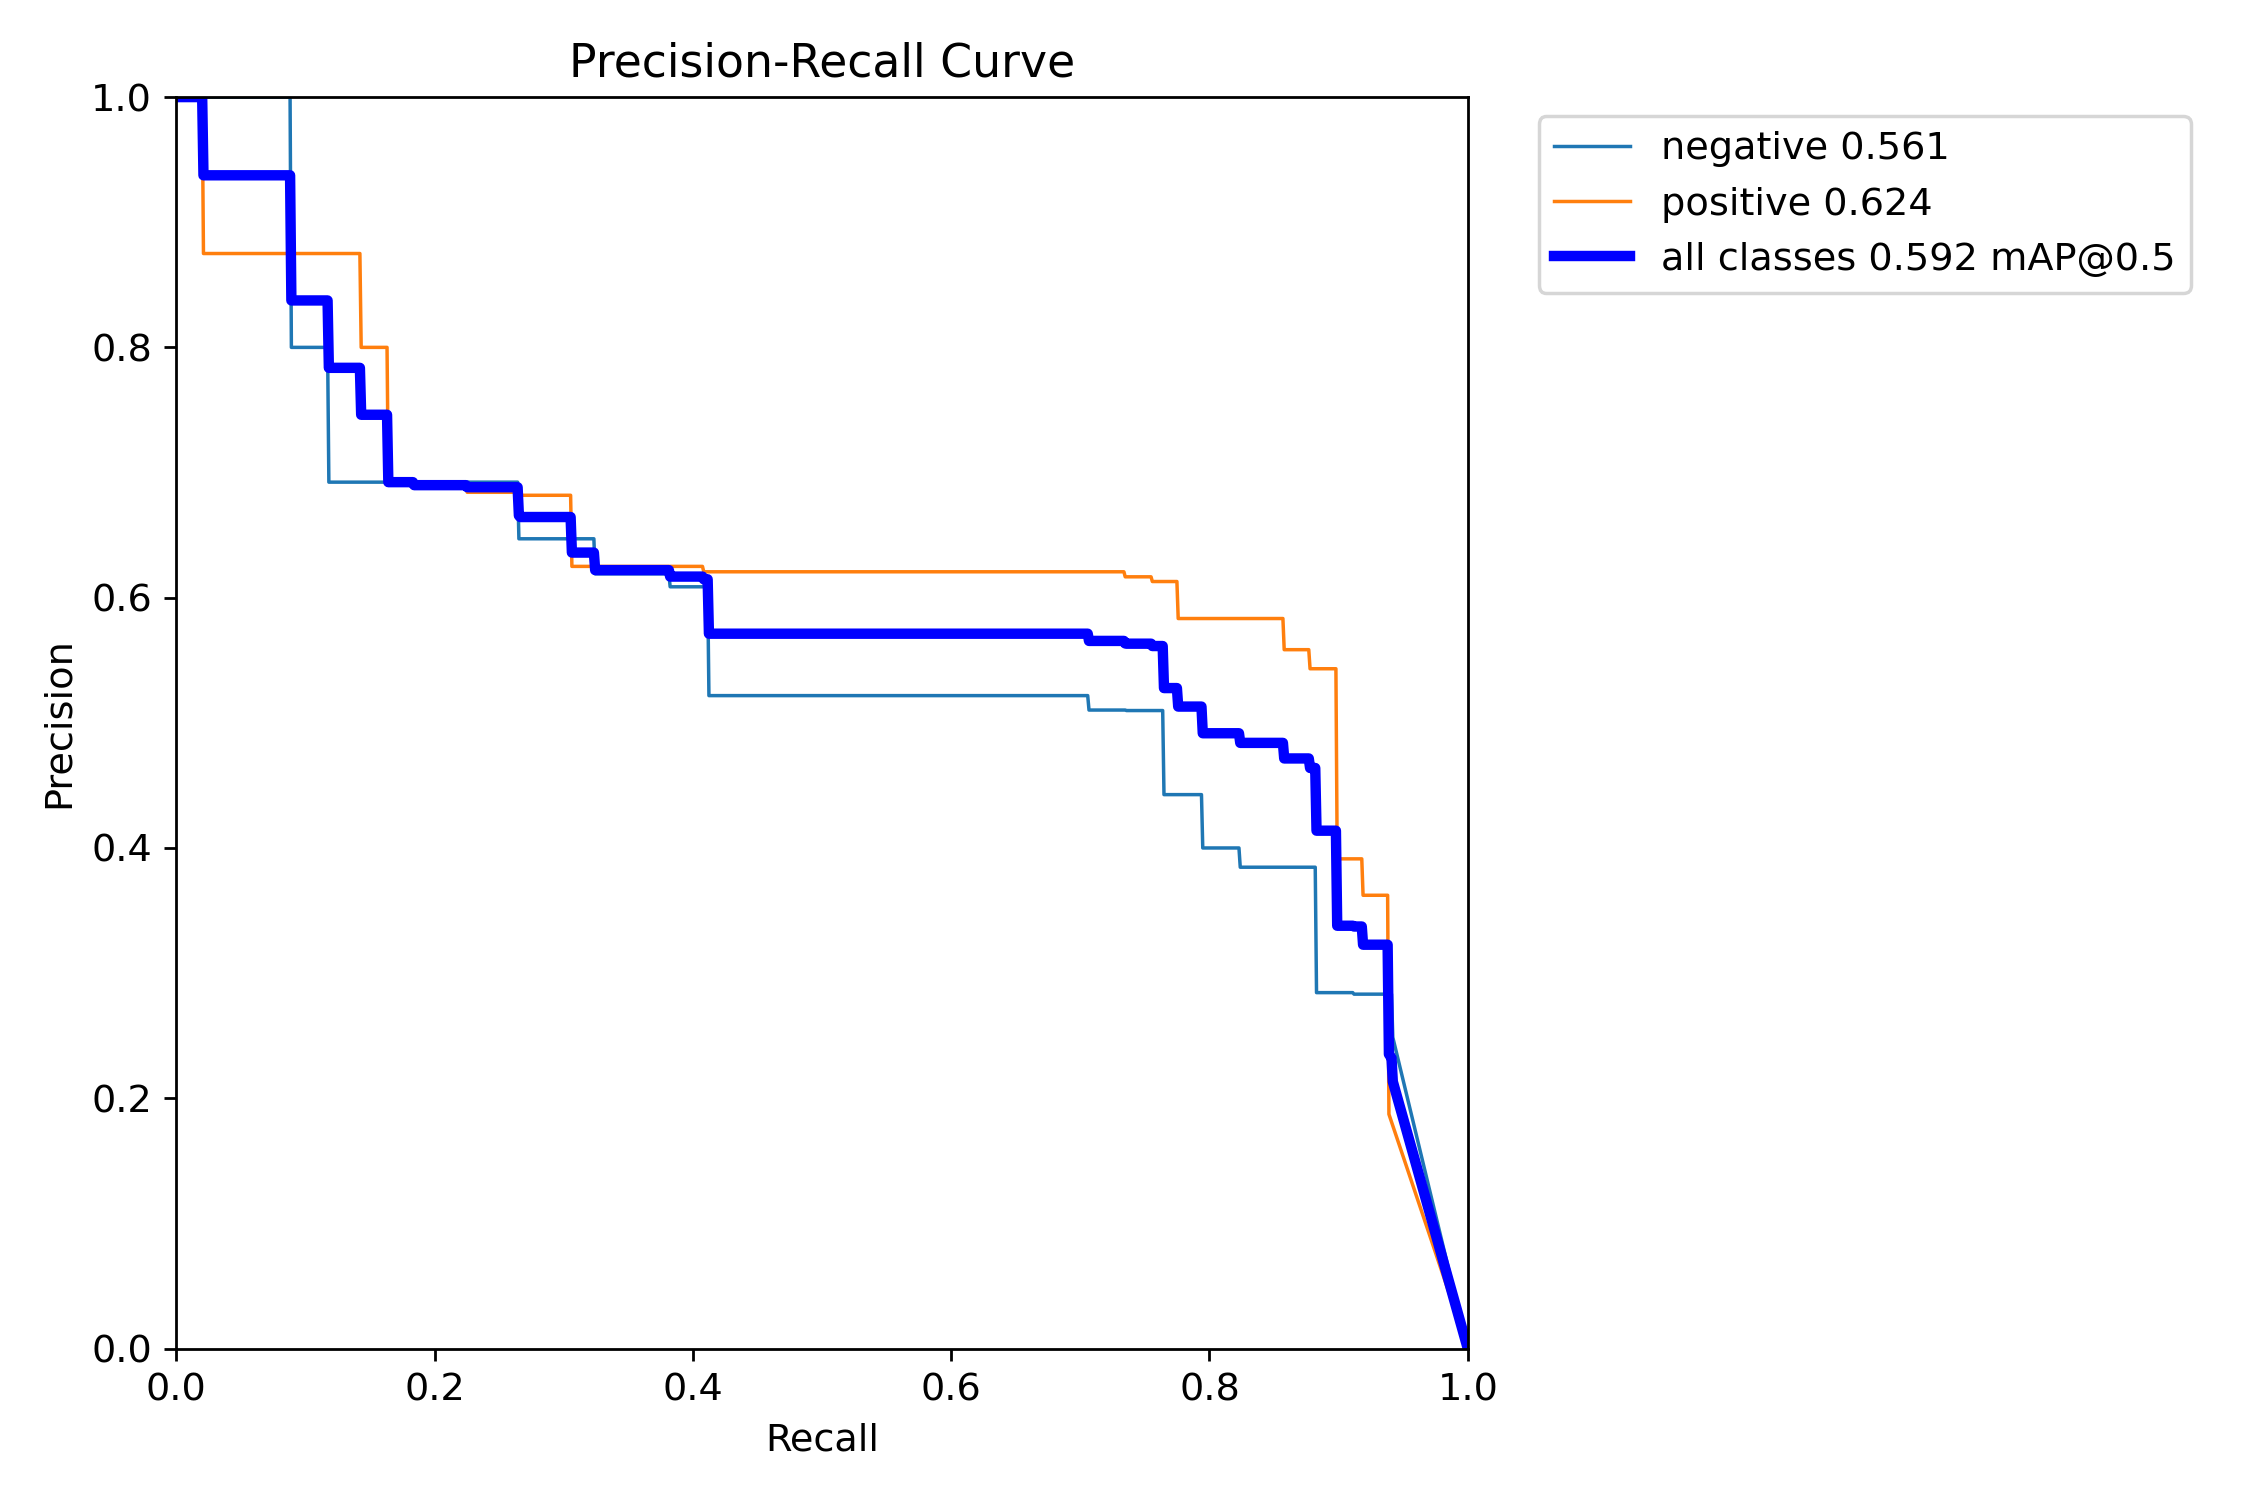 Precision-Recall Curve
1.0
0.8
0.6
0.4
0.2
0.0
Precision
0.0 0.2 0.4 0.6 0.8 1.0
Recall
negative 0.561
positive 0.624
all classes 0.592 mAP@0.5